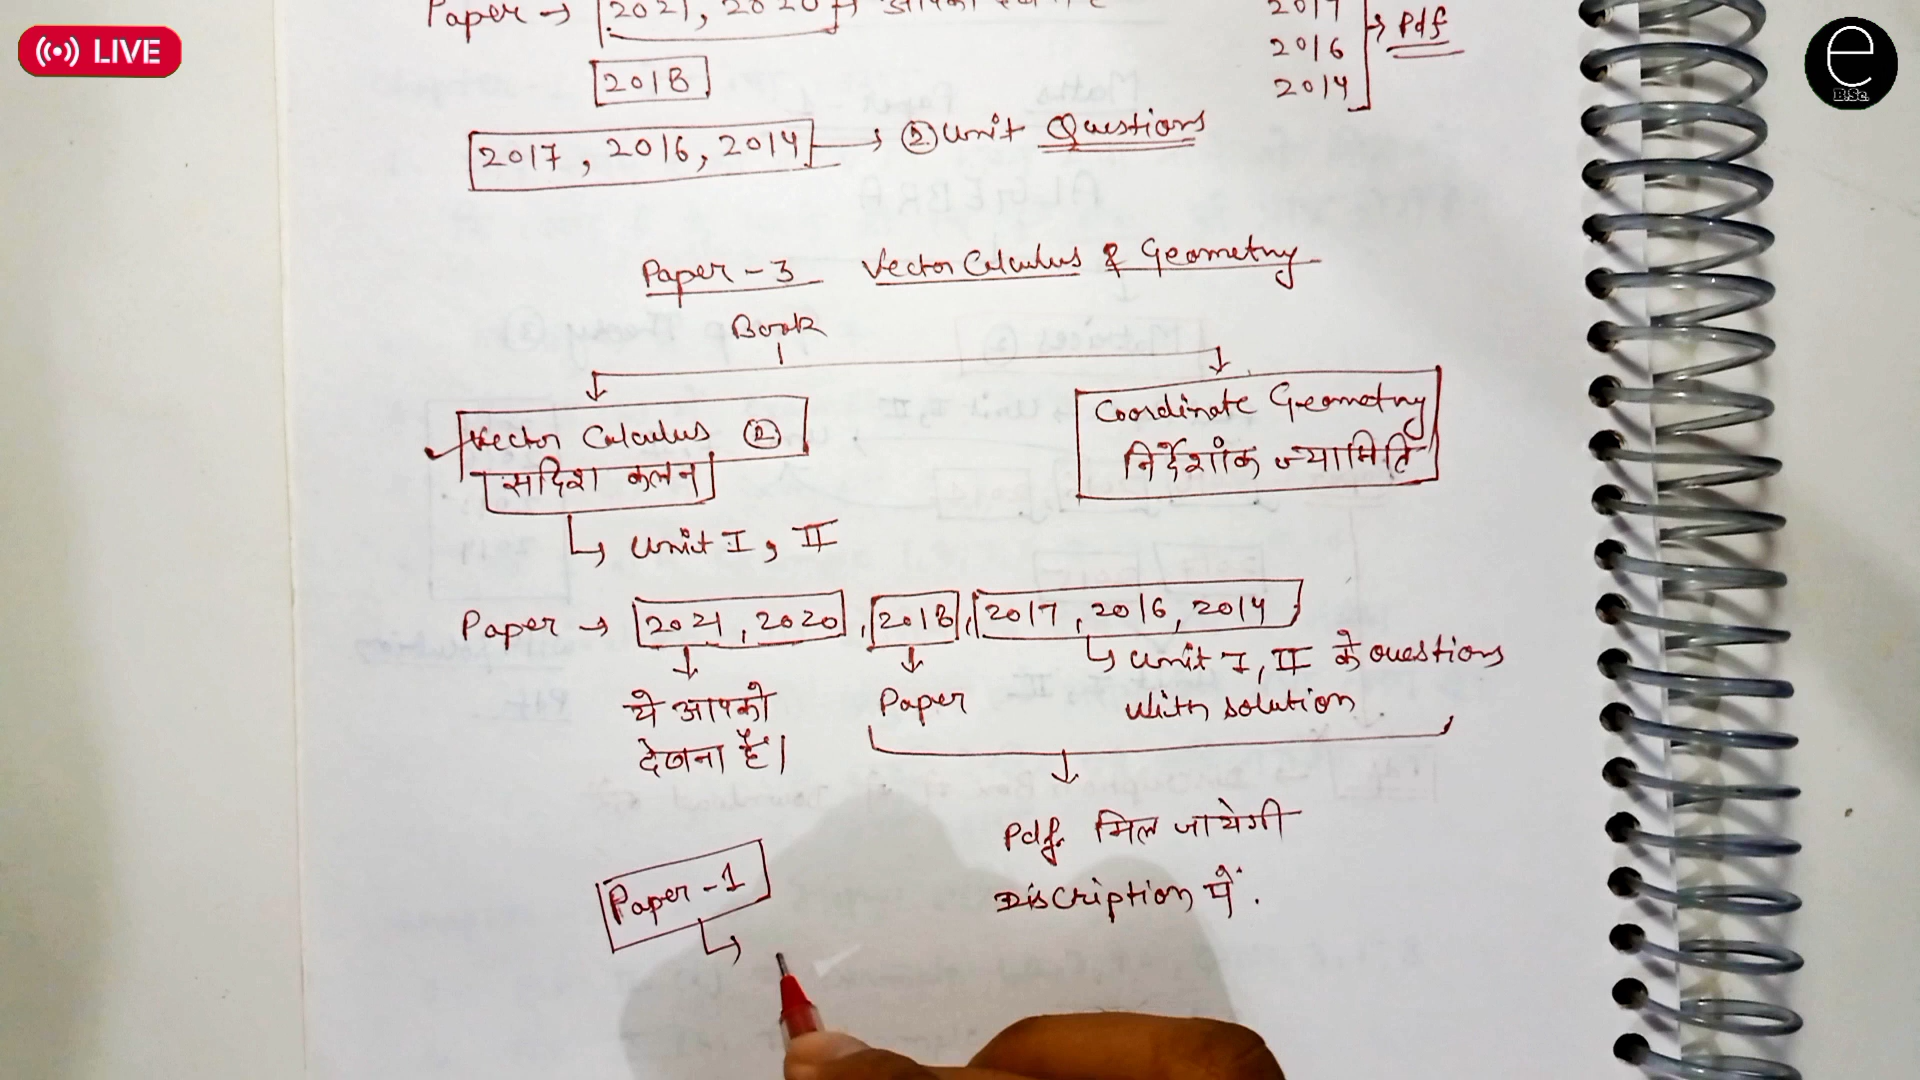 LIVE
e
B.Sc.
Paper → 2021, 2020 →
2018
2017
2016
2014
→ Pdf
2017, 2016, 2014 → ② unit Questions
Paper - 3 Vector Calculus & Geometry
Book
Vector Calculus ②
सदिश कलन
Coordinate Geometry
निर्देशांक ज्यामिति
↳ unit I, II
Paper → 2021, 2020, 2018, 2017, 2016, 2014
ये आपको
देखना है।
Paper
↳ unit I, II के questions
with solution
Pdf मिल जायेगी
Discription में.
Paper - 1